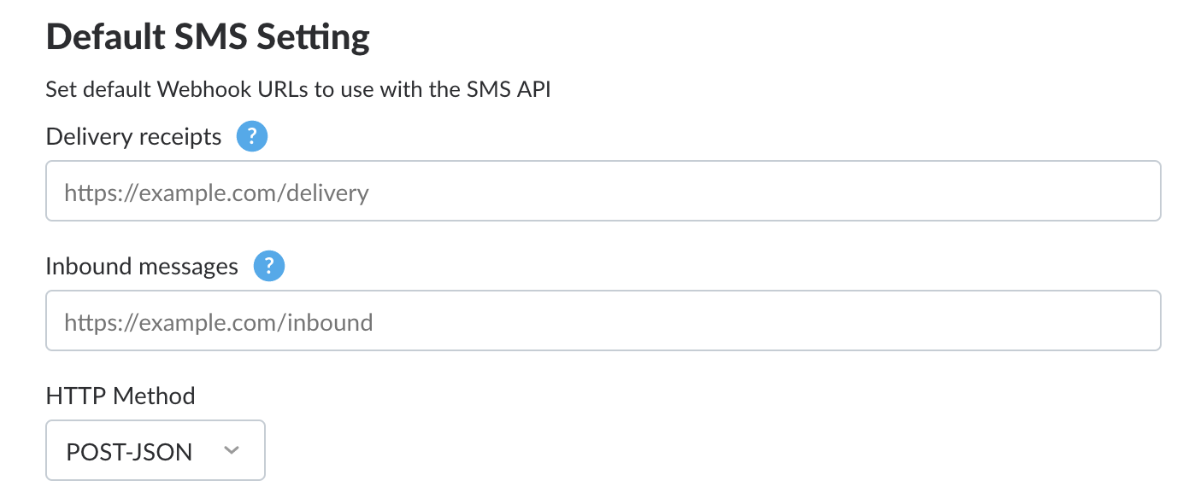 Default SMS Setting
Set default Webhook URLs to use with the SMS API
Delivery receipts ?
https://example.com/delivery
Inbound messages ?
https://example.com/inbound
HTTP Method
POST-JSON